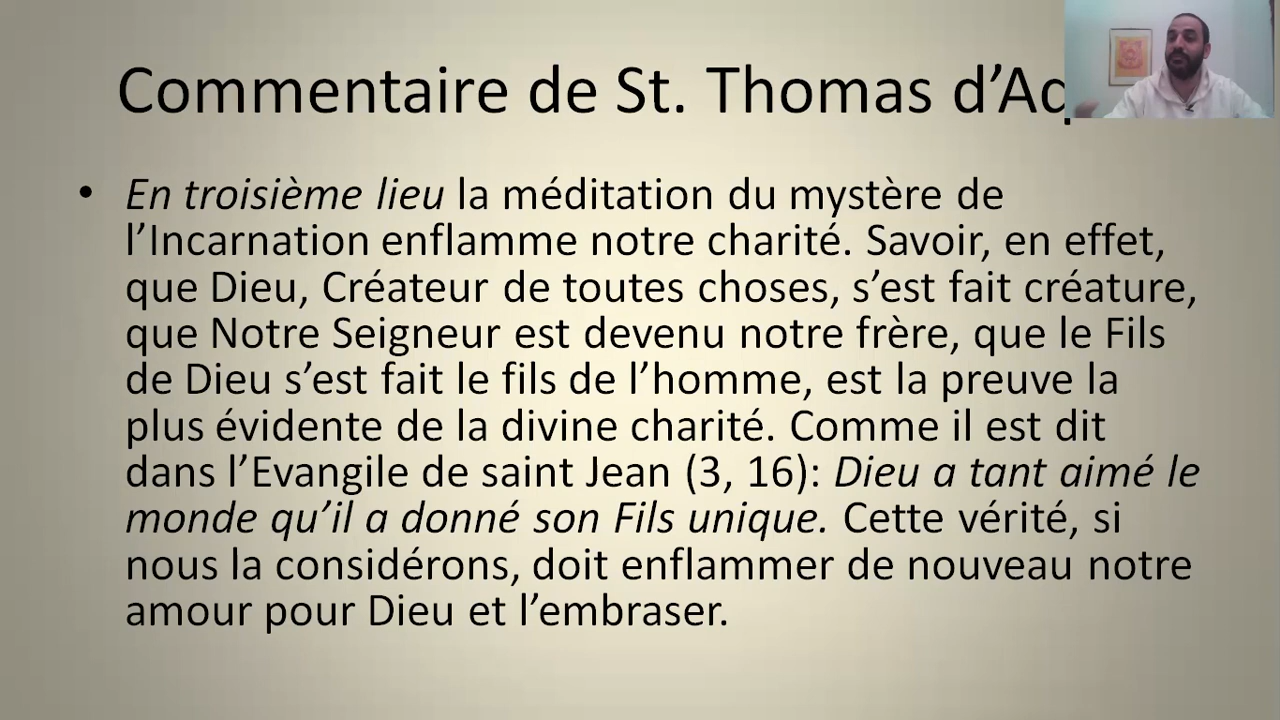 Commentaire de St. Thomas d’Aq
• En troisième lieu la méditation du mystère de
l’Incarnation enflamme notre charité. Savoir, en effet,
que Dieu, Créateur de toutes choses, s’est fait créature,
que Notre Seigneur est devenu notre frère, que le Fils
de Dieu s’est fait le fils de l’homme, est la preuve la
plus évidente de la divine charité. Comme il est dit
dans l’Evangile de saint Jean (3, 16): Dieu a tant aimé le
monde qu’il a donné son Fils unique. Cette vérité, si
nous la considérons, doit enflammer de nouveau notre
amour pour Dieu et l’embraser.